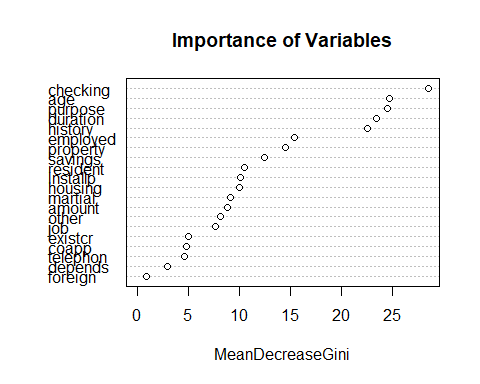 Importance of Variables
checking
age
purpose
duration
history
employed
property
savings
resident
installp
housing
martial
amount
other
job
existcr
coapp
telephon
depends
foreign
0 5 10 15 20 25
MeanDecreaseGini